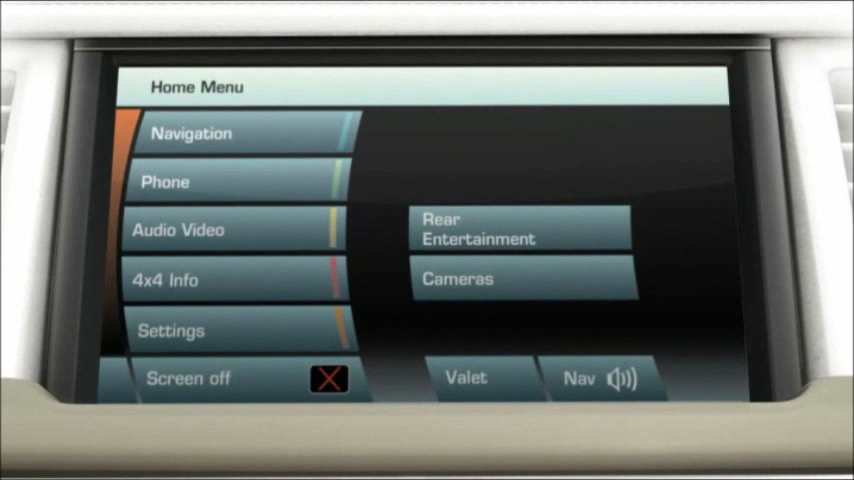 Home Menu
Navigation
Phone
Audio Video
Rear
Entertainment
4x4 Info
Cameras
Settings
Screen off
Valet
Nav